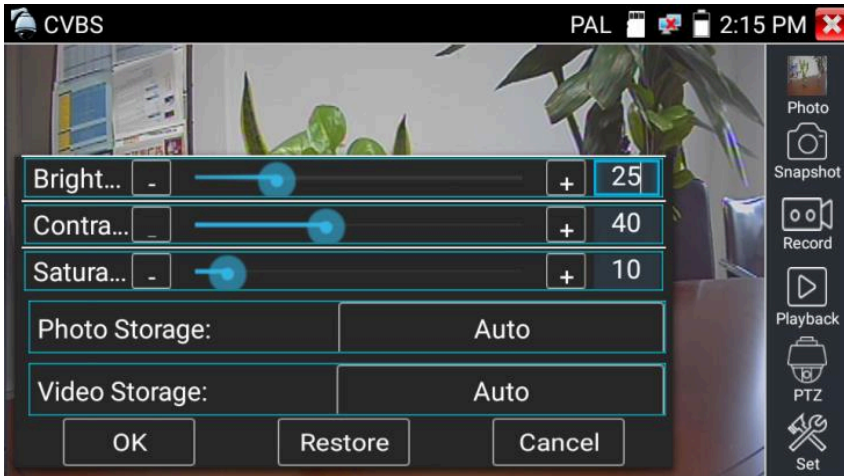 CVBS
PAL
2:15 PM
Photo
Snapshot
Bright... - + 25
Contra... - + 40
Record
Satura... - + 10
Playback
Photo Storage: Auto
Video Storage: Auto
PTZ
OK Restore Cancel
Set